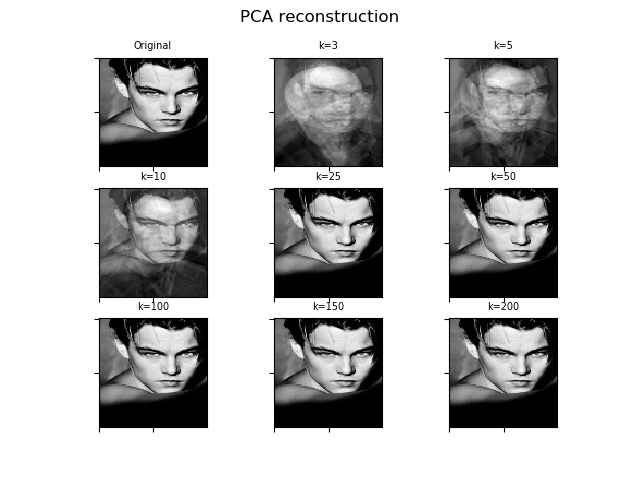 PCA reconstruction
Original
k=3
k=5
k=10
k=25
k=50
k=100
k=150
k=200